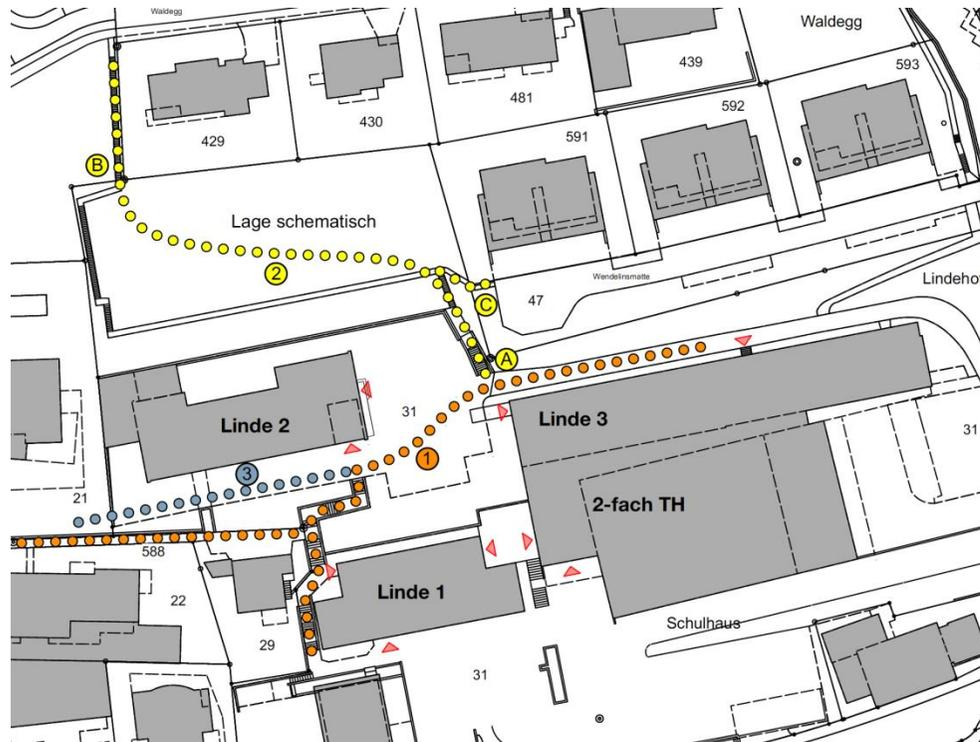 Waldegg
Waldegg
439
593
481
592
430
429
591
B
Lage schematisch
2
Wendelinsmatte
Lindeho
C
47
A
31
Linde 3
Linde 2
1
31
3
21
2-fach TH
588
Linde 1
22
Schulhaus
29
31